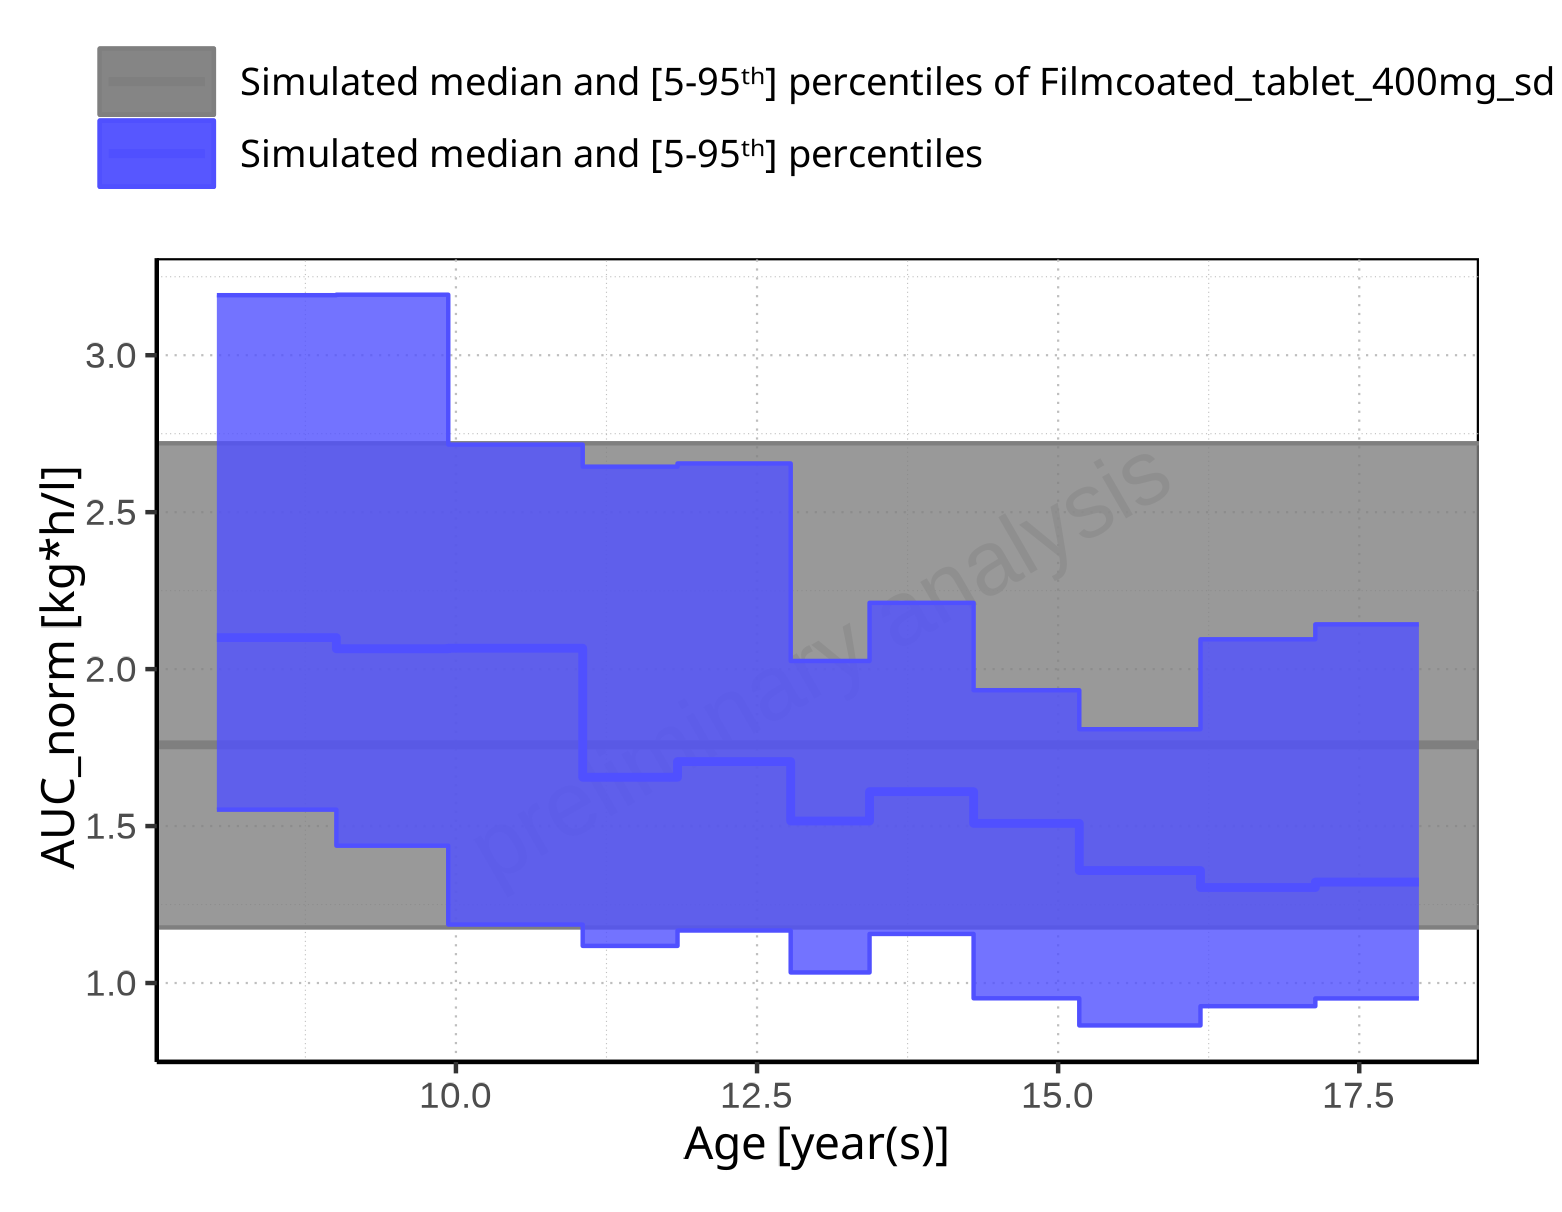 Simulated median and [5-95ᵗʰ] percentiles of Filmcoated_tablet_400mg_sd
Simulated median and [5-95ᵗʰ] percentiles
AUC_norm [kg*h/l]
3.0
2.5
2.0
1.5
1.0
preliminary analysis
10.0 12.5 15.0 17.5
Age [year(s)]